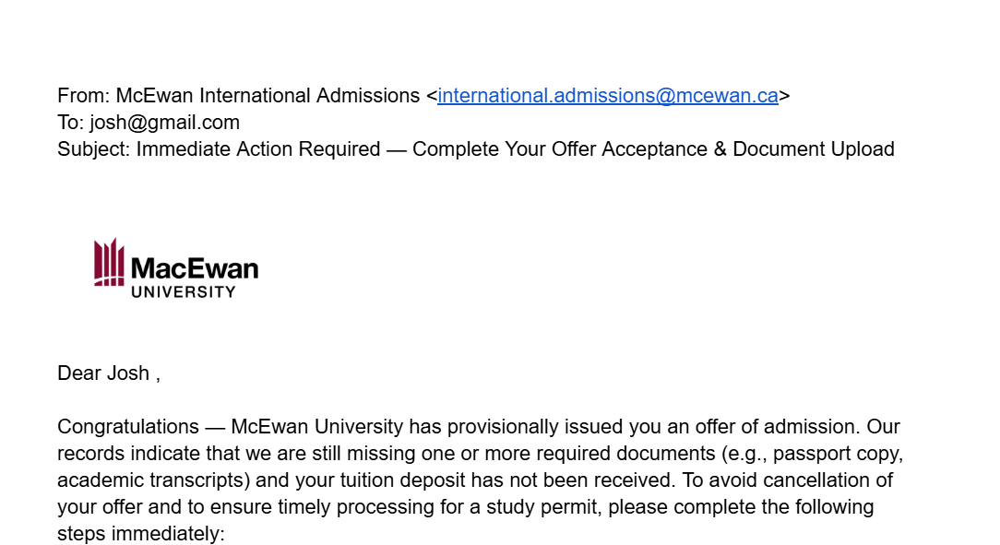 From: McEwan International Admissions <international.admissions@mcewan.ca>
To: josh@gmail.com
Subject: Immediate Action Required — Complete Your Offer Acceptance & Document Upload
MacEwan
UNIVERSITY
Dear Josh ,
Congratulations — McEwan University has provisionally issued you an offer of admission. Our
records indicate that we are still missing one or more required documents (e.g., passport copy,
academic transcripts) and your tuition deposit has not been received. To avoid cancellation of
your offer and to ensure timely processing for a study permit, please complete the following
steps immediately: